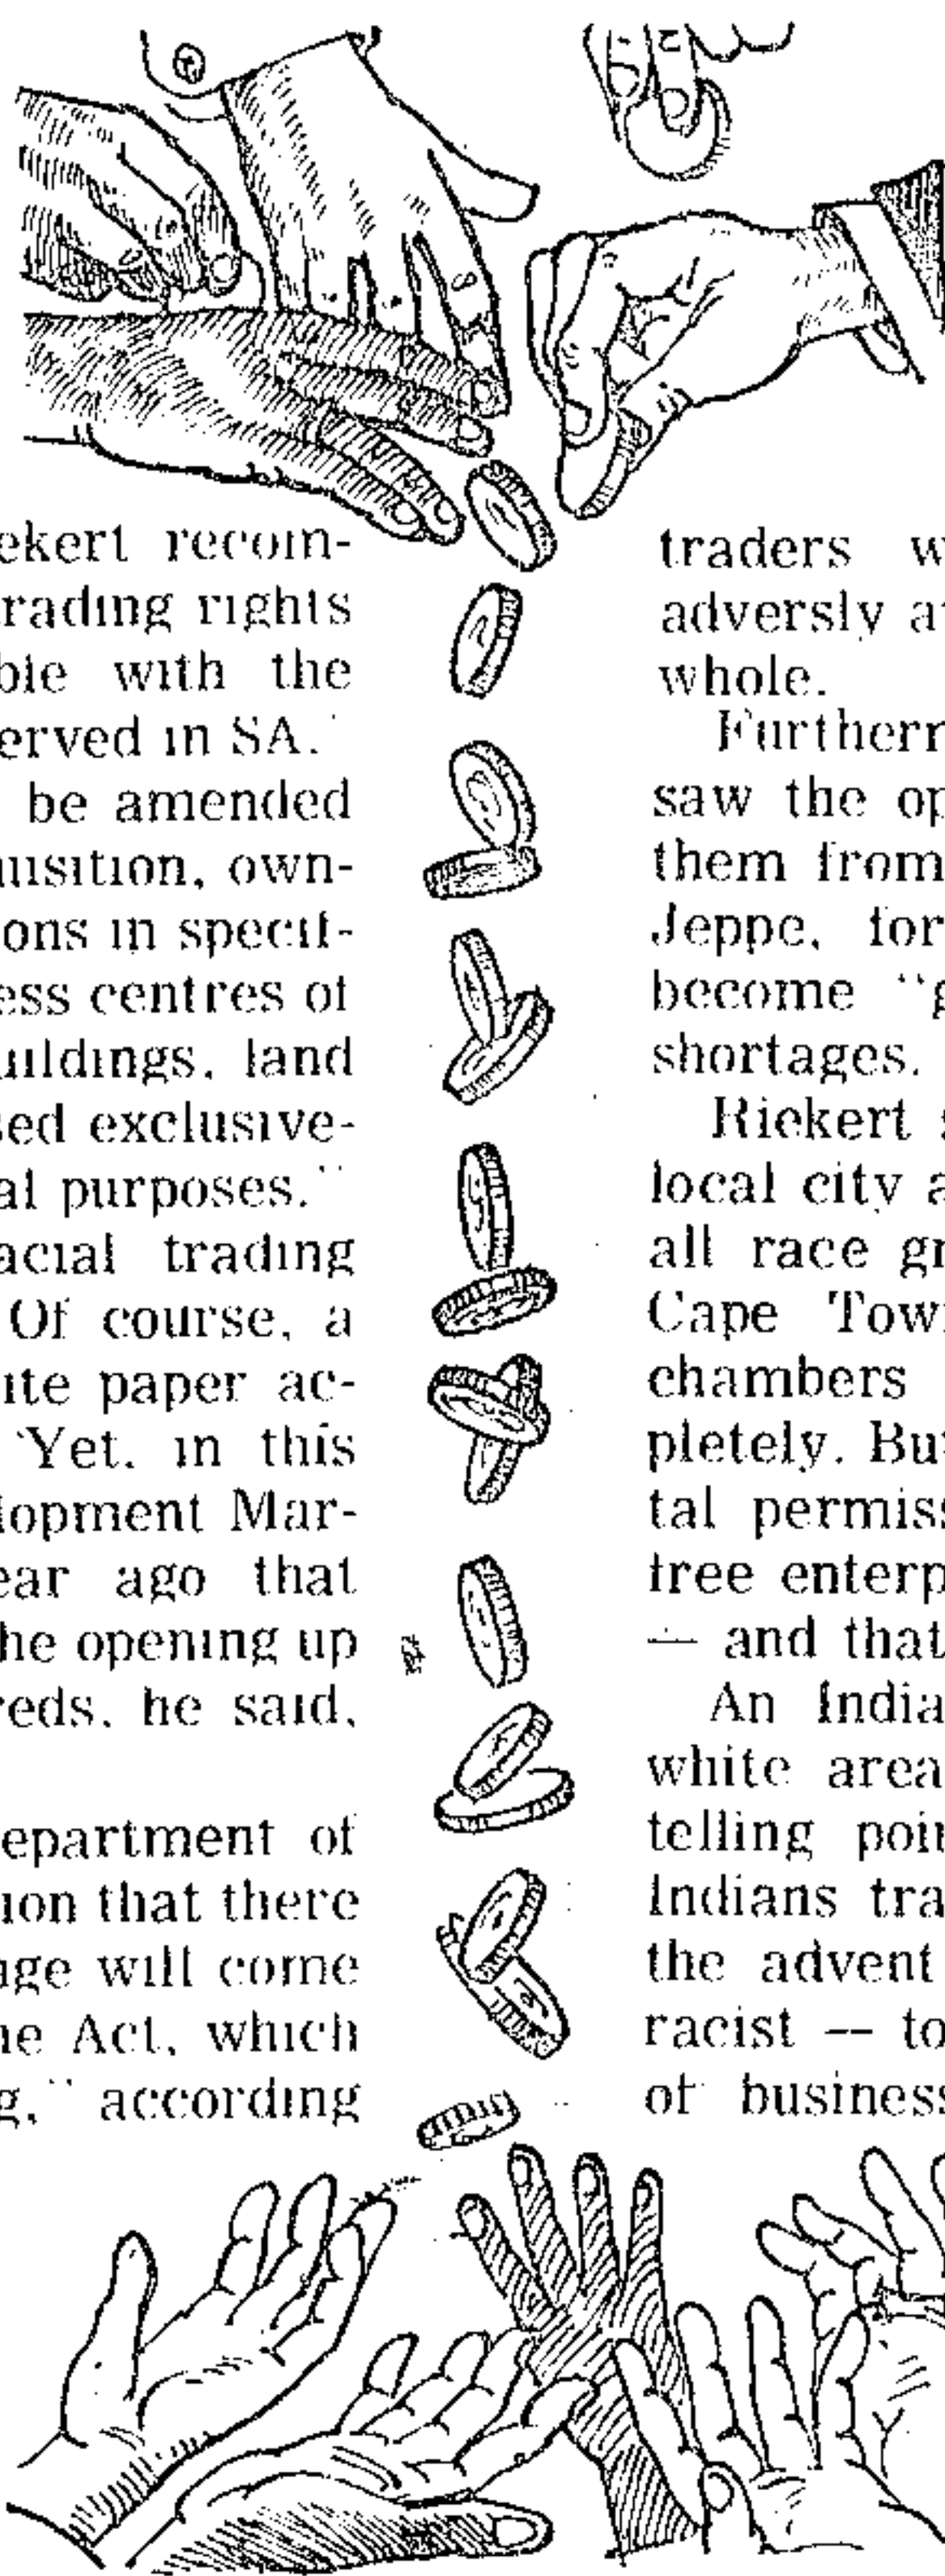 ekert recom-
rading rights
ble with the
erved in SA."
be amended
uisition, own-
ons in specif-
ess centres of
uildings, land
sed exclusive-
al purposes."
acial trading
Of course, a
ite paper ac-
Yet, in this
lopment Mar-
ear ago that
he opening up
reds, he said,
epartment of
ion that there
nge will come
he Act, which
g," according
traders w
adversly af
whole.
Furtherr
saw the op
them from
Jeppe, for
become "g
shortages.
Riekert s
local city a
all race gr
Cape Tow
chambers
pletely. But
tal permiss
free enterp
— and that
An India
white area
telling poin
Indians tra
the advent
racist — to
of business